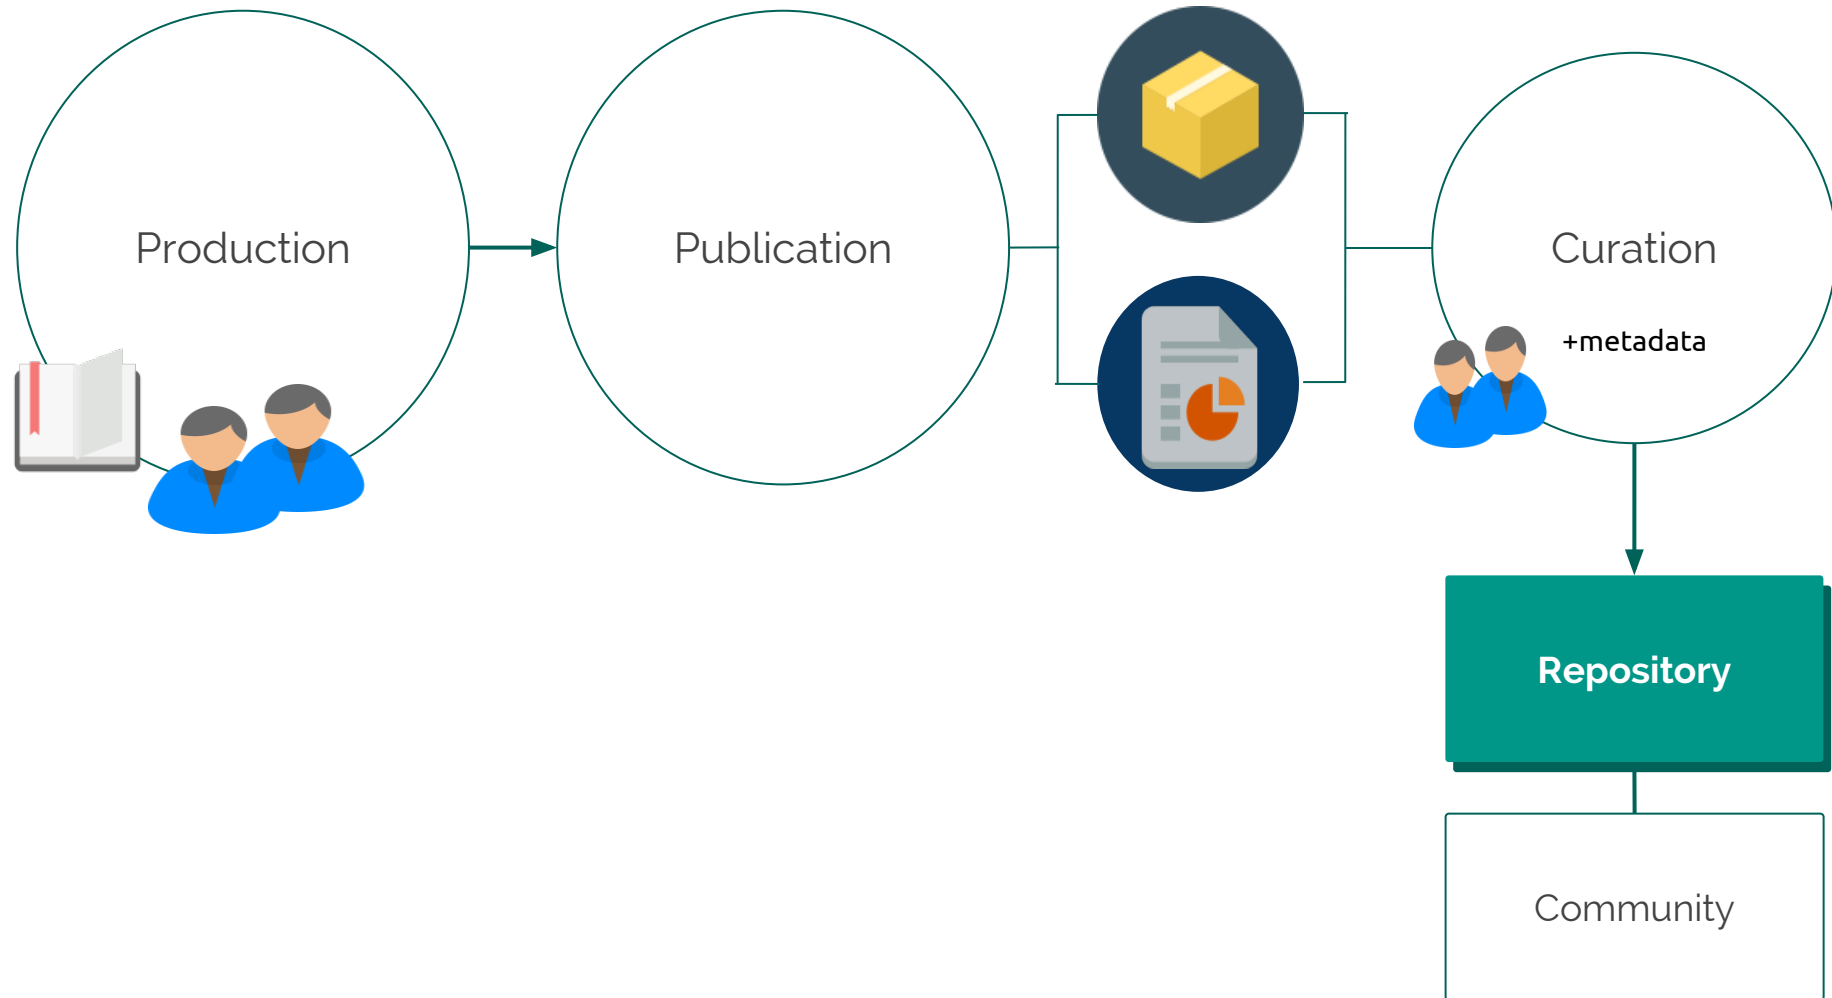 Production
Publication
Curation
+metadata
Repository
Community